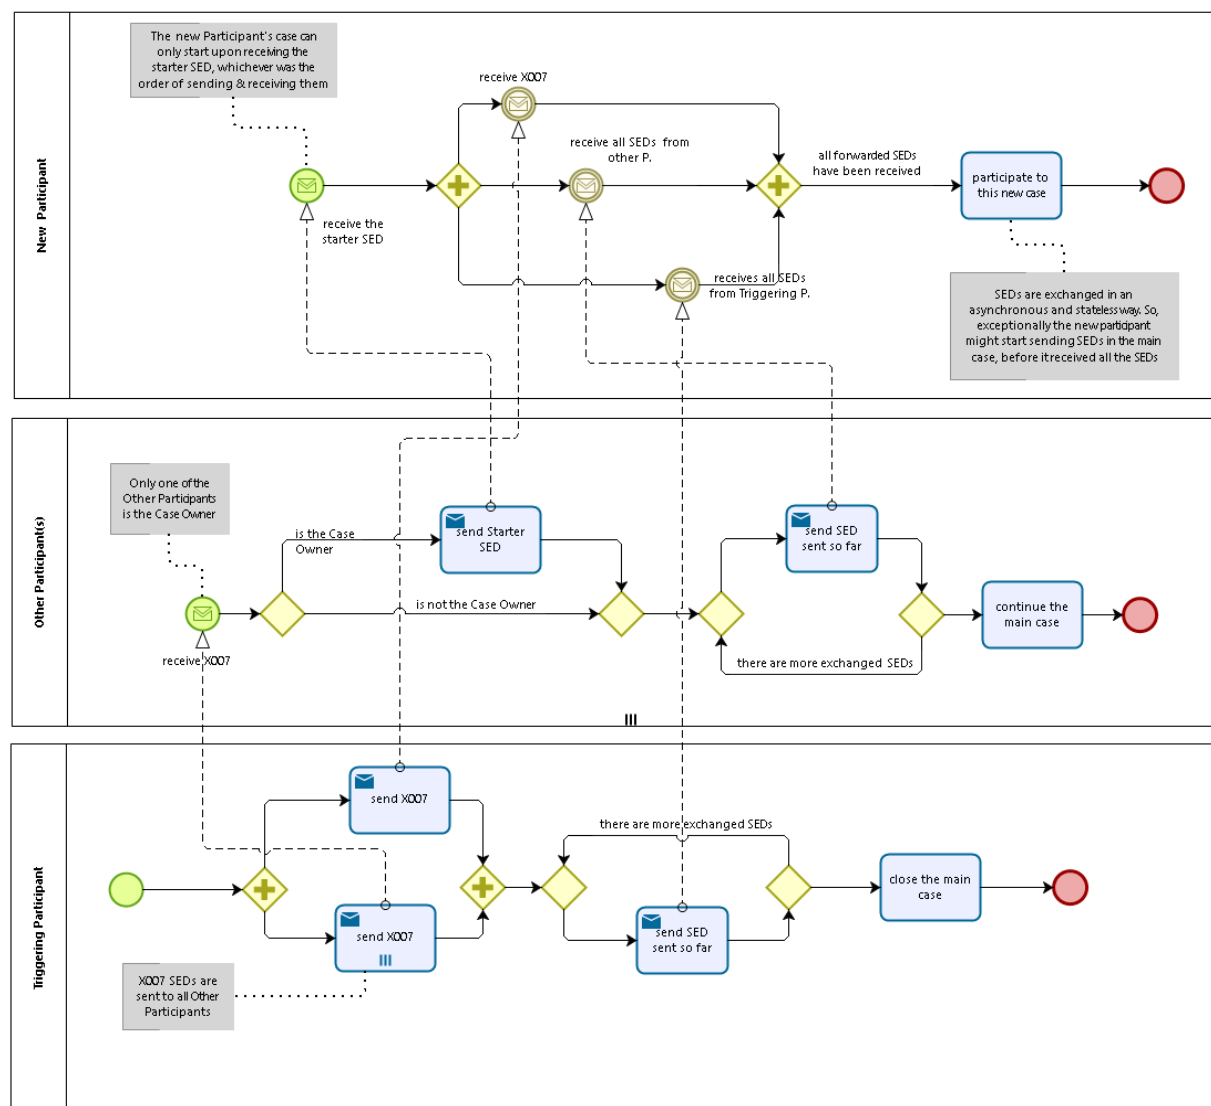 New Participant
The new Participant's case can
only start upon receiving the
starter SED, whichever was the
order of sending & receiving them
receive X007
receive all SEDs from
other P.
all forwarded SEDs
have been received
participate to
this new case
receive the
starter SED
receives all SEDs
from Triggering P.
SEDs are exchanged in an
asynchronous and stateless way. So,
exceptionally the new participant
might start sending SEDs in the main
case, before it received all the SEDs
Other Participant(s)
Only one of the
Other Participants
is the Case Owner
is the Case
Owner
send Starter
SED
send SED
sent so far
is not the Case Owner
continue the
main case
receive X007
there are more exchanged SEDs
Triggering Participant
send X007
there are more exchanged SEDs
close the main
case
send X007
send SED
sent so far
X007 SEDs are
sent to all Other
Participants